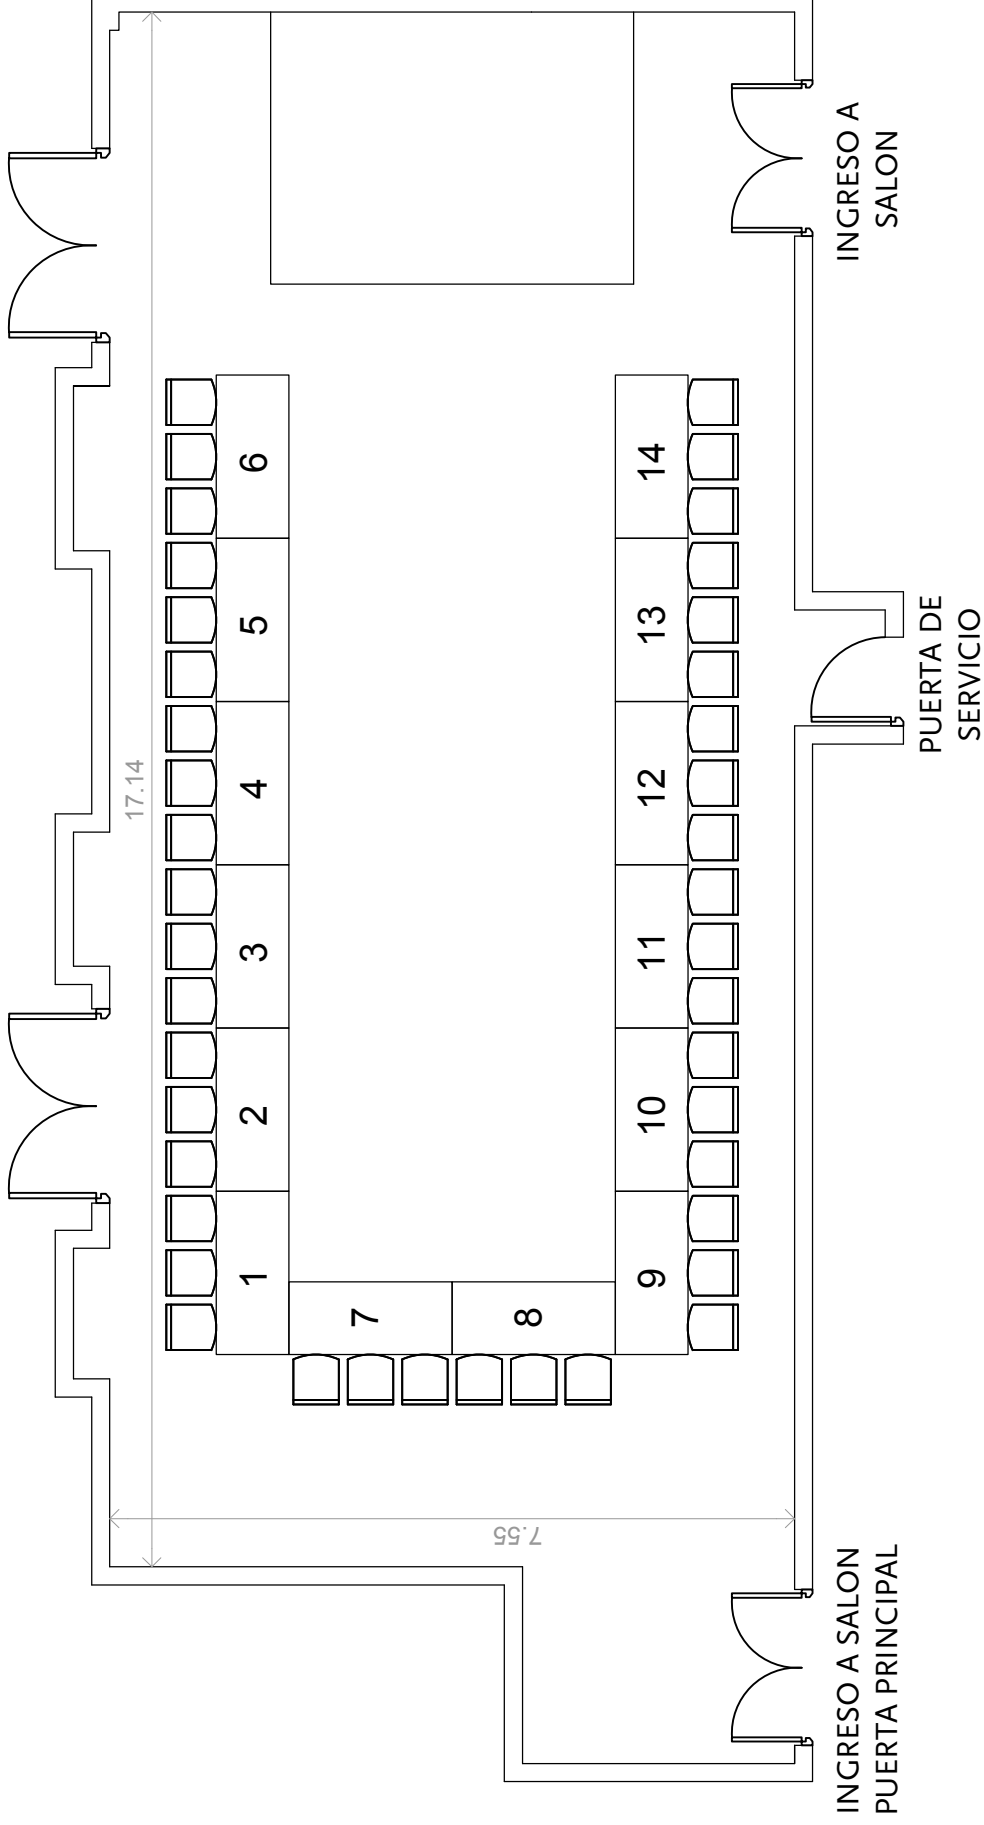 17.14
7.55
1
2
3
4
5
6
7
8
9
10
11
12
13
14
INGRESO A SALON
PUERTA PRINCIPAL
PUERTA DE
SERVICIO
INGRESO A
SALON